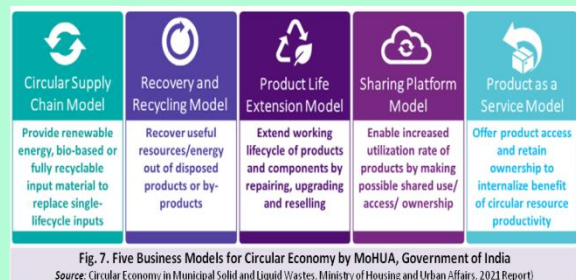 Circular Supply
Chain Model
Provide renewable
energy, bio-based or
fully recyclable
input material to
replace single-
lifecycle inputs
Recovery and
Recycling Model
Recover useful
resources/energy
out of disposed
products or by-
products
Product Life
Extension Model
Extend working
lifecycle of products
and components by
repairing, upgrading
and reselling
Sharing Platform
Model
Enable increased
utilization rate of
products by making
possible shared use/
access/ ownership
Product as a
Service Model
Offer product access
and retain
ownership to
internalize benefit
of circular resource
productivity
Fig. 7. Five Business Models for Circular Economy by MoHUA, Government of India
Source: Circular Economy in Municipal Solid and Liquid Wastes, Ministry of Housing and Urban Affairs, 2021 Report)